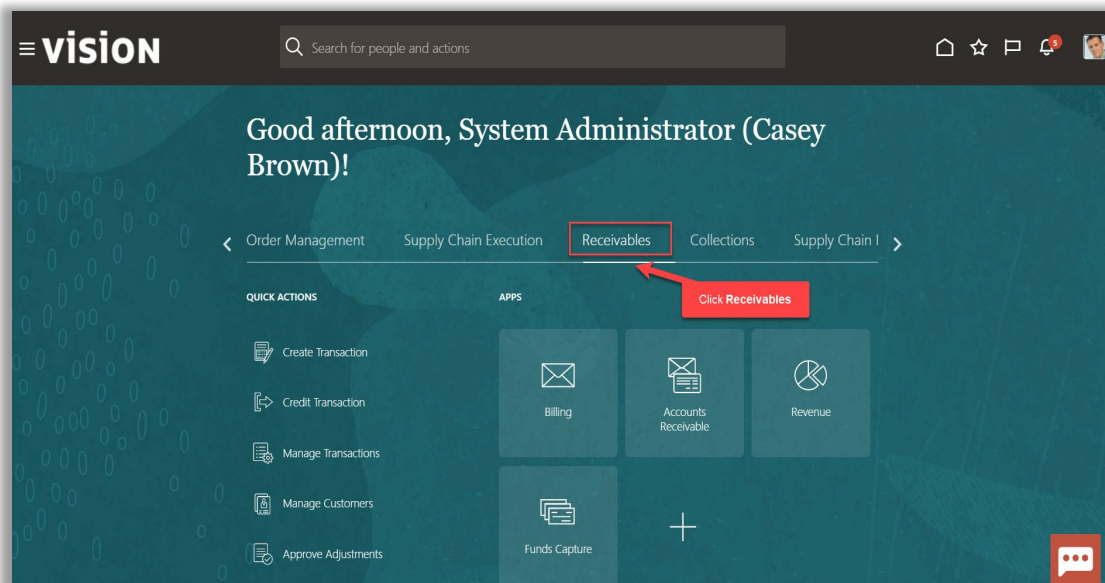 vision
Search for people and actions
5
Good afternoon, System Administrator (Casey
Brown)!
Order Management
Supply Chain Execution
Receivables
Collections
Supply Chain
QUICK ACTIONS
APPS
Click Receivables
Create Transaction
Credit Transaction
Manage Transactions
Manage Customers
Approve Adjustments
Billing
Accounts
Receivable
Revenue
Funds Capture